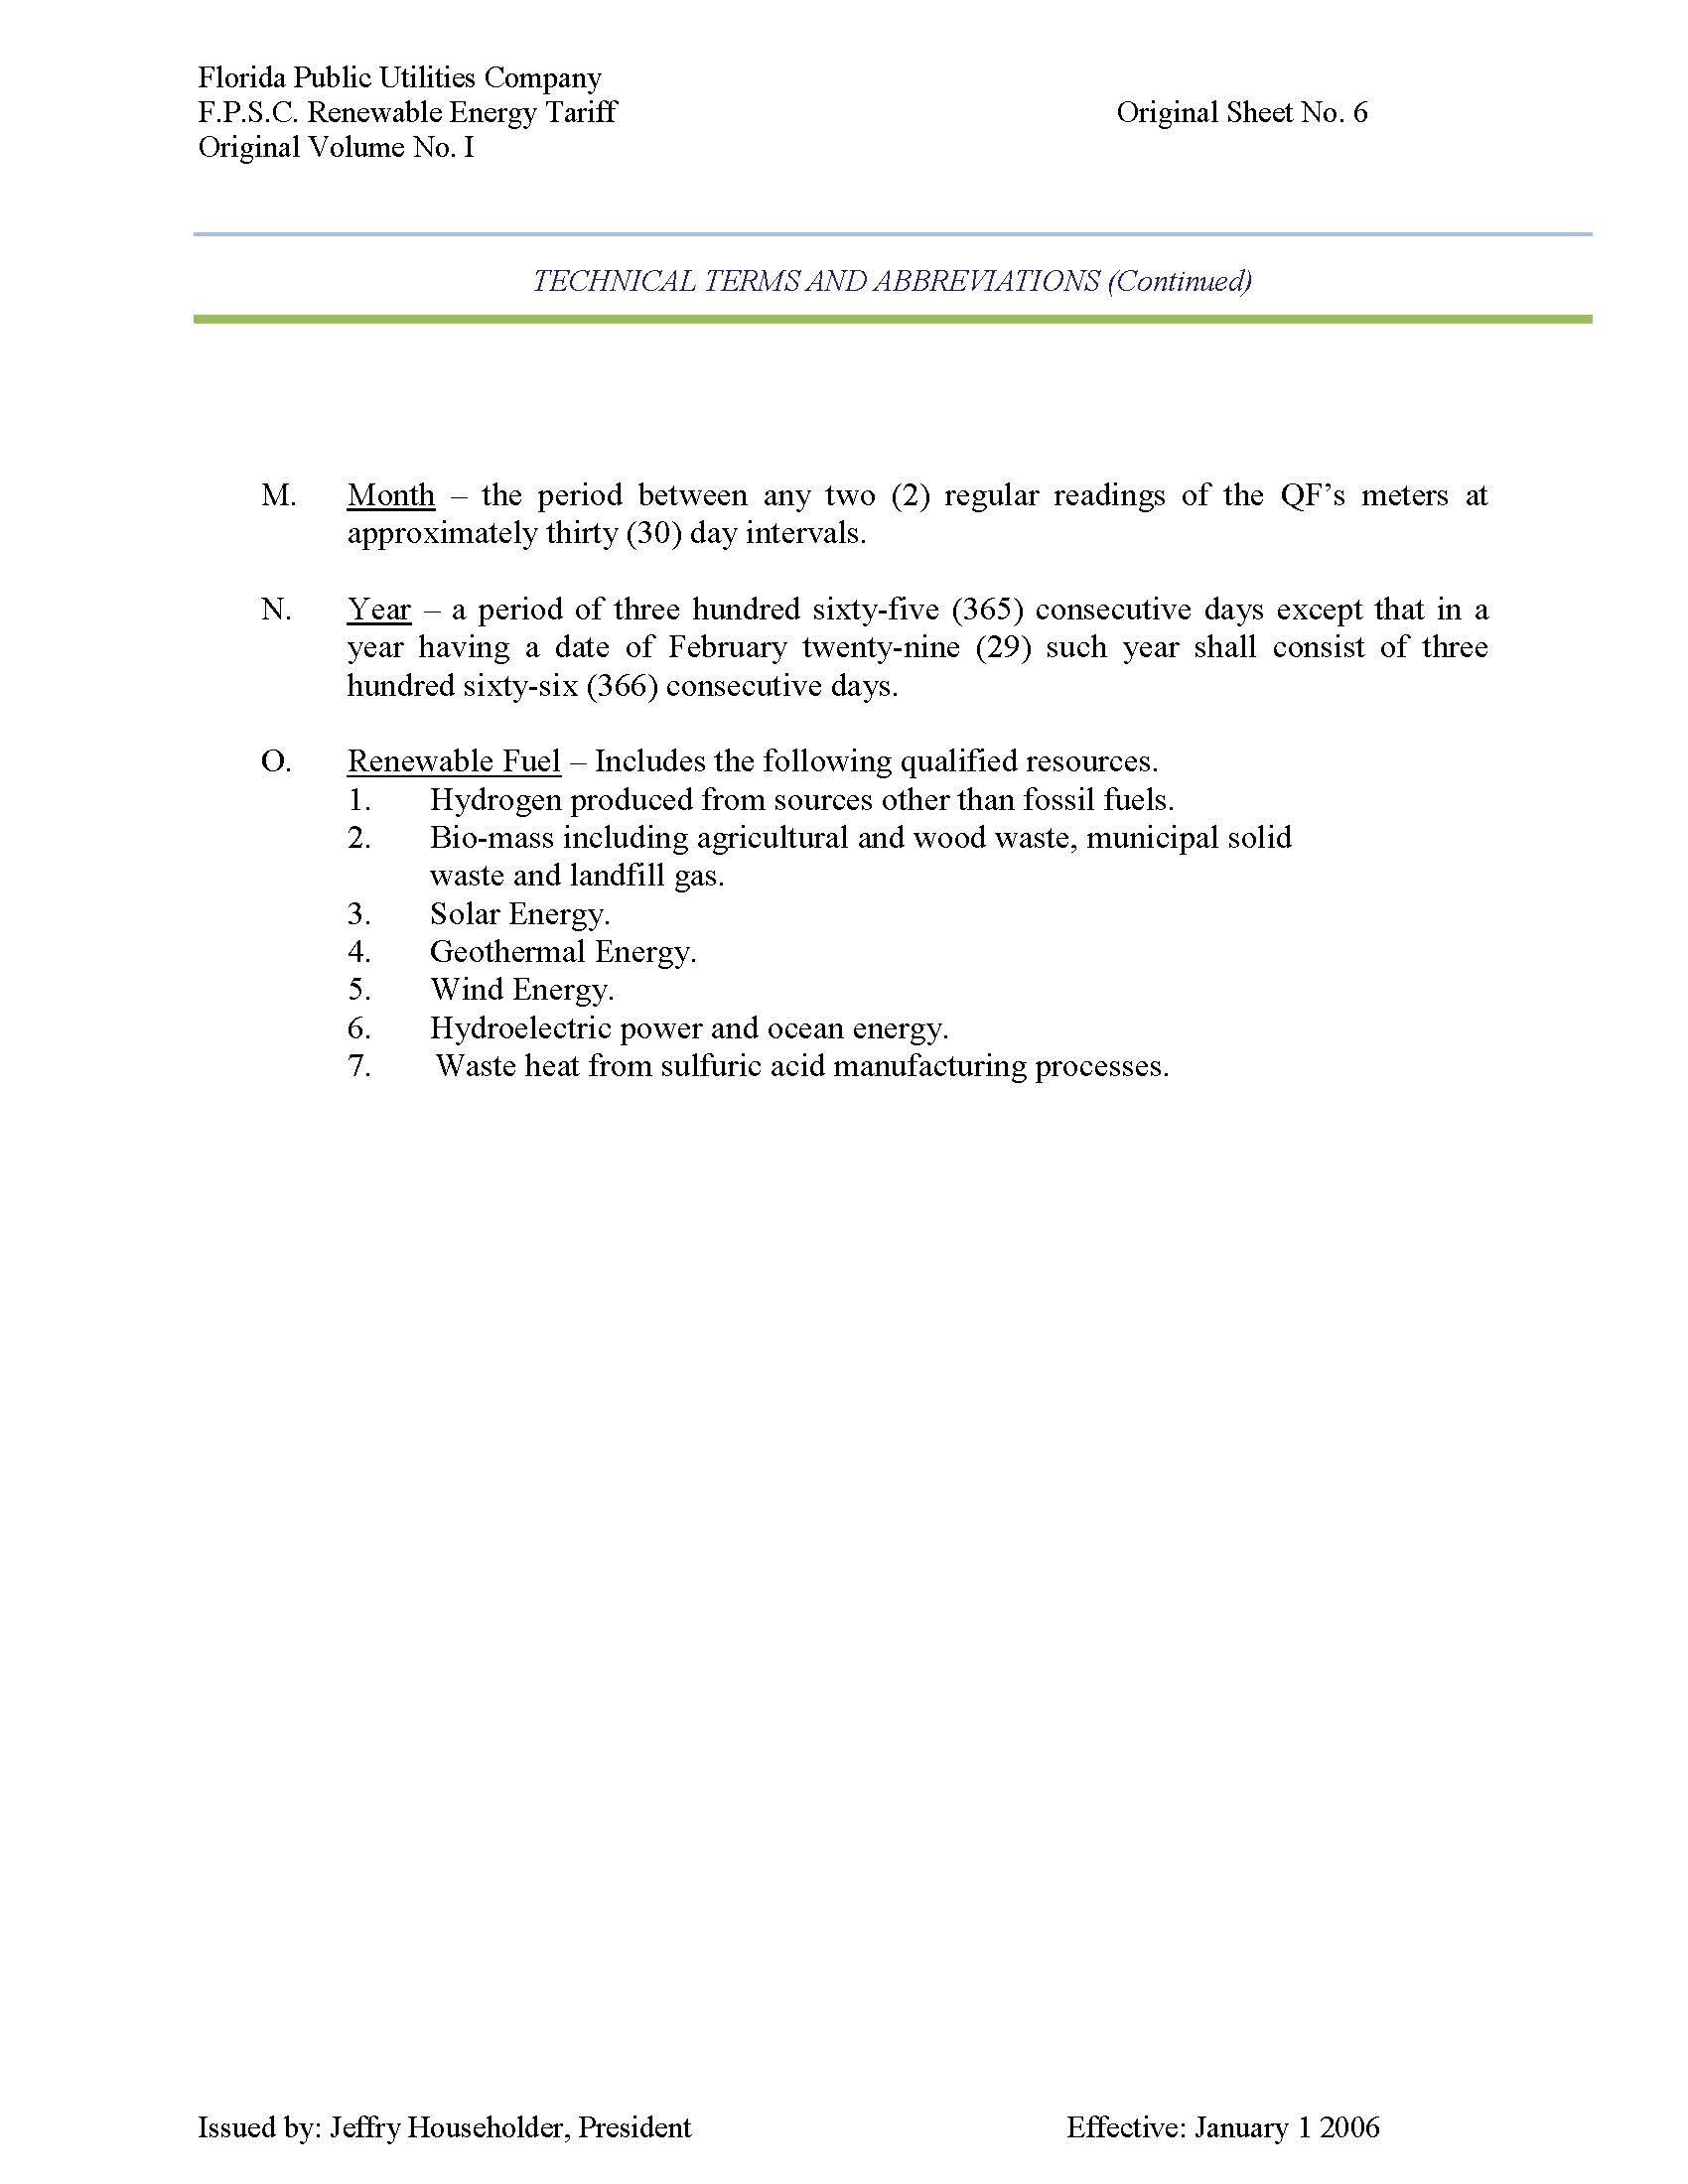 Florida Public Utilities Company
F.P.S.C. Renewable Energy Tariff Original Sheet No. 6
Original Volume No. I
TECHNICAL TERMS AND ABBREVIATIONS (Continued)
M. Month – the period between any two (2) regular readings of the QF’s meters at
approximately thirty (30) day intervals.
N. Year – a period of three hundred sixty-five (365) consecutive days except that in a
year having a date of February twenty-nine (29) such year shall consist of three
hundred sixty-six (366) consecutive days.
O. Renewable Fuel – Includes the following qualified resources.
1. Hydrogen produced from sources other than fossil fuels.
2. Bio-mass including agricultural and wood waste, municipal solid
waste and landfill gas.
3. Solar Energy.
4. Geothermal Energy.
5. Wind Energy.
6. Hydroelectric power and ocean energy.
7. Waste heat from sulfuric acid manufacturing processes.
Issued by: Jeffry Householder, President Effective: January 1 2006